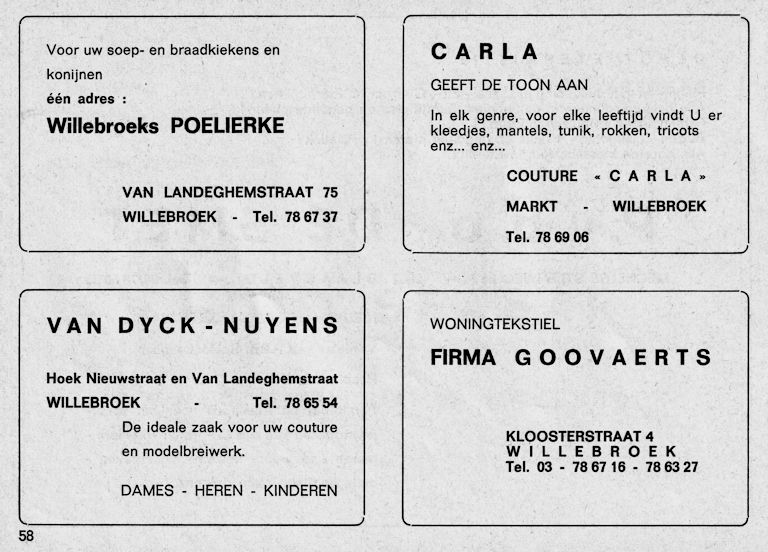 Voor uw soep- en braadkiekens en
konijnen
één adres :
Willebroeks POELIERKE
VAN LANDEGHEMSTRAAT 75
WILLEBROEK - Tel. 78 67 37
CARLA
GEEFT DE TOON AAN
In elk genre, voor elke leeftijd vindt U er
kleedjes, mantels, tunik, rokken, tricots
enz... enz...
COUTURE « CARLA »
MARKT - WILLEBROEK
Tel. 78 69 06
VAN DYCK - NUYENS
Hoek Nieuwstraat en Van Landeghemstraat
WILLEBROEK - Tel. 78 65 54
De ideale zaak voor uw couture
en modelbreiwerk.
DAMES - HEREN - KINDEREN
WONINGTEKSTIEL
FIRMA GOOVAERTS
KLOOSTERSTRAAT 4
WILLEBROEK
Tel. 03 - 78 67 16 - 78 63 27
58